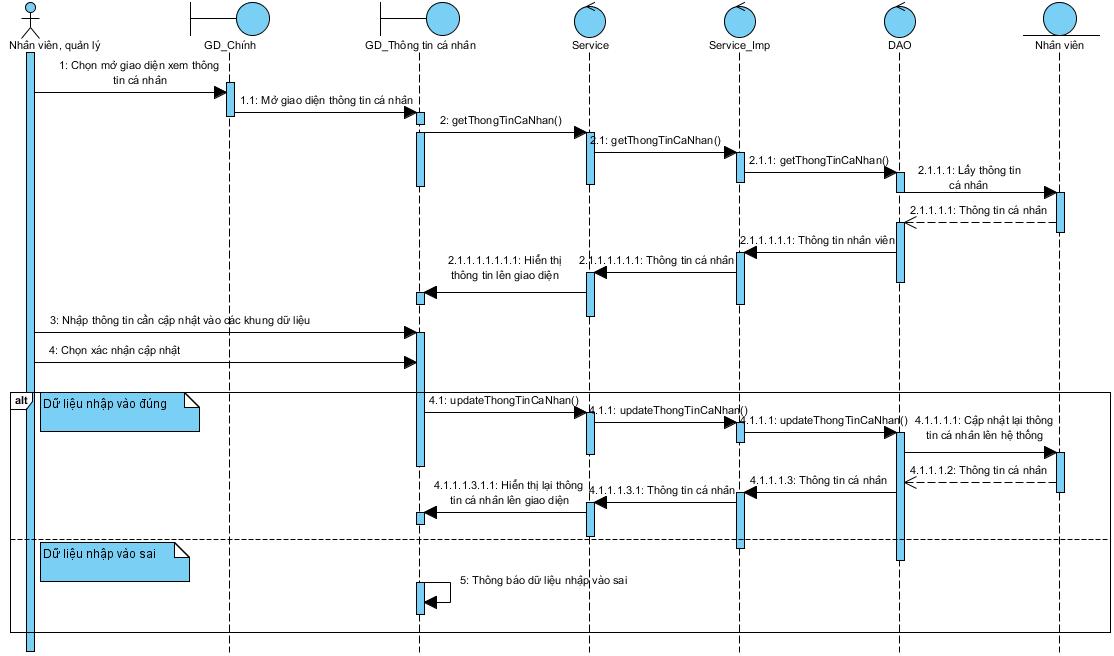 Nhân viên, quản lý
GD_Chính
GD_Thông tin cá nhân
Service
Service_Imp
DAO
Nhân viên
1: Chọn mở giao diện xem thông
tin cá nhân
1.1: Mở giao diện thông tin cá nhân
2: getThongTinCaNhan()
2.1: getThongTinCaNhan()
2.1.1: getThongTinCaNhan()
2.1.1.1: Lấy thông tin
cá nhân
2.1.1.1.1: Thông tin cá nhân
2.1.1.1.1.1: Thông tin nhân viên
2.1.1.1.1.1.1: Thông tin cá nhân
2.1.1.1.1.1.1.1: Hiển thị
thông tin lên giao diện
3: Nhập thông tin cần cập nhật vào các khung dữ liệu
4: Chọn xác nhận cập nhật
alt
Dữ liệu nhập vào đúng
4.1: updateThongTinCaNhan()
4.1.1: updateThongTinCaNhan()
4.1.1.1: updateThongTinCaNhan()
4.1.1.1.1: Cập nhật lại thông
tin cá nhân lên hệ thống
4.1.1.1.2: Thông tin cá nhân
4.1.1.1.3: Thông tin cá nhân
4.1.1.1.3.1: Thông tin cá nhân
4.1.1.1.3.1.1: Hiển thị lại thông
tin cá nhân lên giao diện
Dữ liệu nhập vào sai
5: Thông báo dữ liệu nhập vào sai